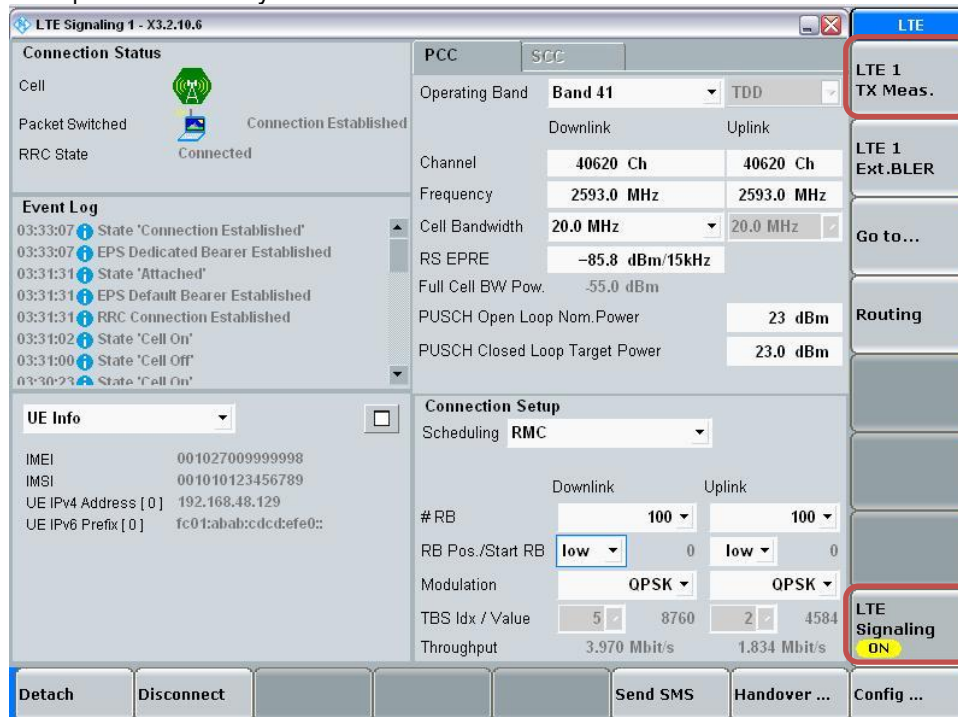 LTE Signaling 1 - X3.2.10.6
LTE
Connection Status
Cell
Packet Switched Connection Established
RRC State Connected
Event Log
03:33:07 State 'Connection Established'
03:33:07 EPS Dedicated Bearer Established
03:31:31 State 'Attached'
03:31:31 EPS Default Bearer Established
03:31:31 RRC Connection Established
03:31:02 State 'Cell On'
03:31:00 State 'Cell Off'
03:30:23 State 'Cell On'
UE Info
IMEI 001027009999998
IMSI 001010123456789
UE IPv4 Address [ 0 ] 192.168.48.129
UE IPv6 Prefix [ 0 ] fc01:abab:cdcd:efe0::
PCC SCC
Operating Band Band 41 TDD
Downlink Uplink
Channel 40620 Ch 40620 Ch
Frequency 2593.0 MHz 2593.0 MHz
Cell Bandwidth 20.0 MHz 20.0 MHz
RS EPRE −85.8 dBm/15kHz
Full Cell BW Pow. -55.0 dBm
PUSCH Open Loop Nom.Power 23 dBm
PUSCH Closed Loop Target Power 23.0 dBm
Connection Setup
Scheduling RMC
Downlink Uplink
# RB 100 100
RB Pos./Start RB low 0 low 0
Modulation QPSK QPSK
TBS Idx / Value 5 8760 2 4584
Throughput 3.970 Mbit/s 1.834 Mbit/s
LTE 1
TX Meas.
LTE 1
Ext.BLER
Go to...
Routing
LTE
Signaling
ON
Detach Disconnect Send SMS Handover ... Config ...